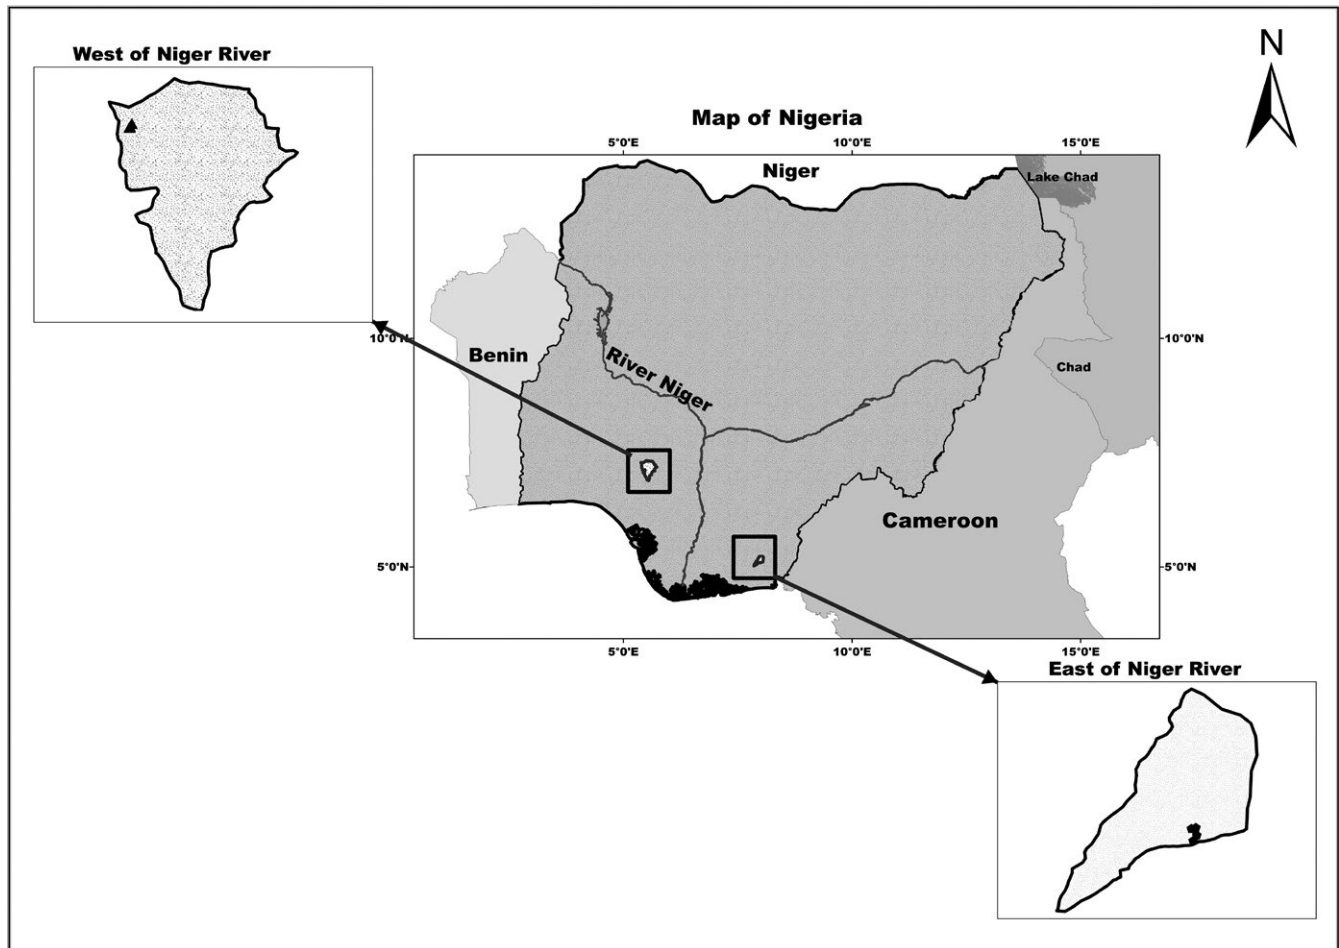 N
West of Niger River
Map of Nigeria
5°0'E 10°0'E 15°0'E
Niger
Lake Chad
10°0'N 10°0'N
Benin
River Niger
Chad
Cameroon
5°0'N 5°0'N
5°0'E 10°0'E 15°0'E
East of Niger River